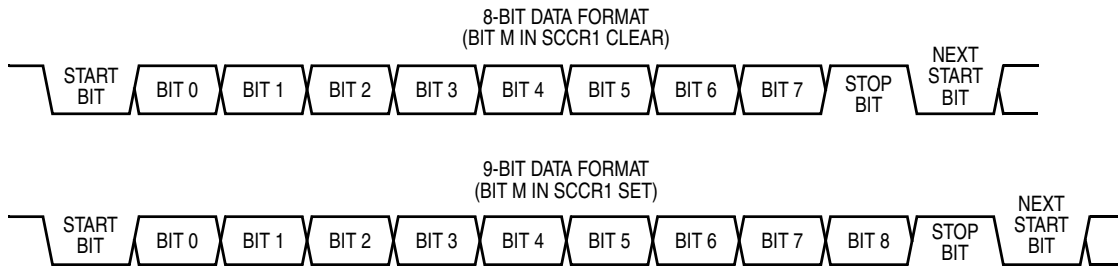 8-BIT DATA FORMAT
(BIT M IN SCCR1 CLEAR)
START
BIT
BIT 0
BIT 1
BIT 2
BIT 3
BIT 4
BIT 5
BIT 6
BIT 7
STOP
BIT
NEXT
START
BIT
9-BIT DATA FORMAT
(BIT M IN SCCR1 SET)
START
BIT
BIT 0
BIT 1
BIT 2
BIT 3
BIT 4
BIT 5
BIT 6
BIT 7
BIT 8
STOP
BIT
NEXT
START
BIT